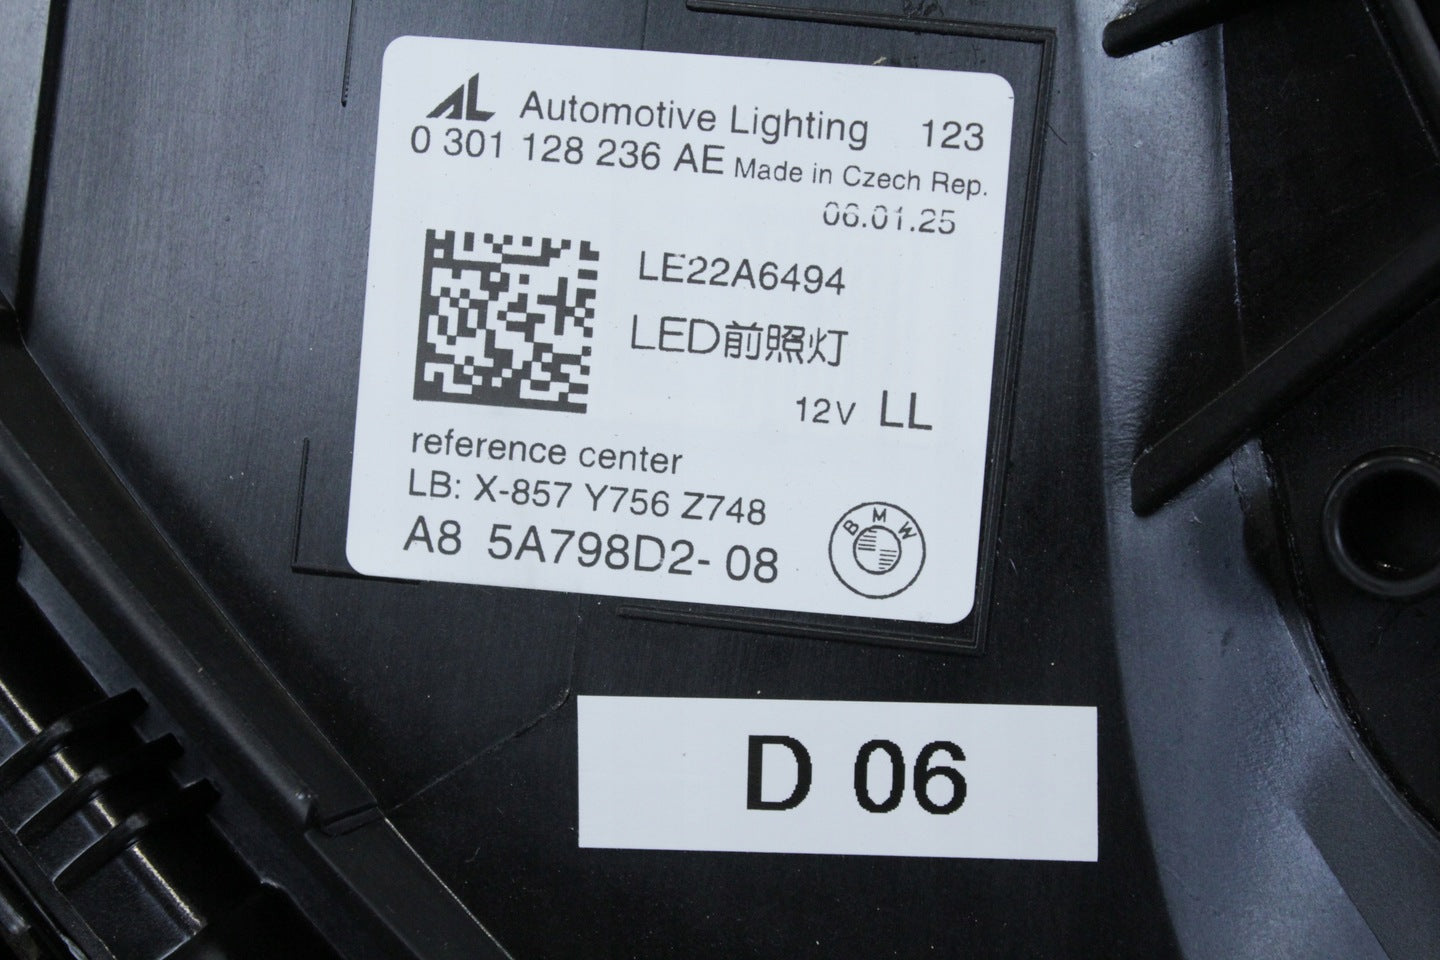 AL Automotive Lighting 123
0 301 128 236 AE Made in Czech Rep.
06.01.25
LE22A6494
LED前照灯
12V LL
reference center
LB: X-857 Y756 Z748
A8 5A798D2- 08
BMW
D 06